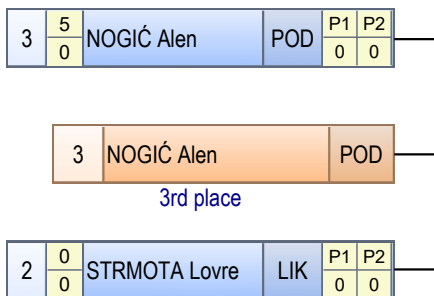 5 P1 P2
3 NOGIĆ Alen POD
0 0 0
3 NOGIĆ Alen POD
3rd place
0 P1 P2
2 STRMOTA Lovre LIK
0 0 0